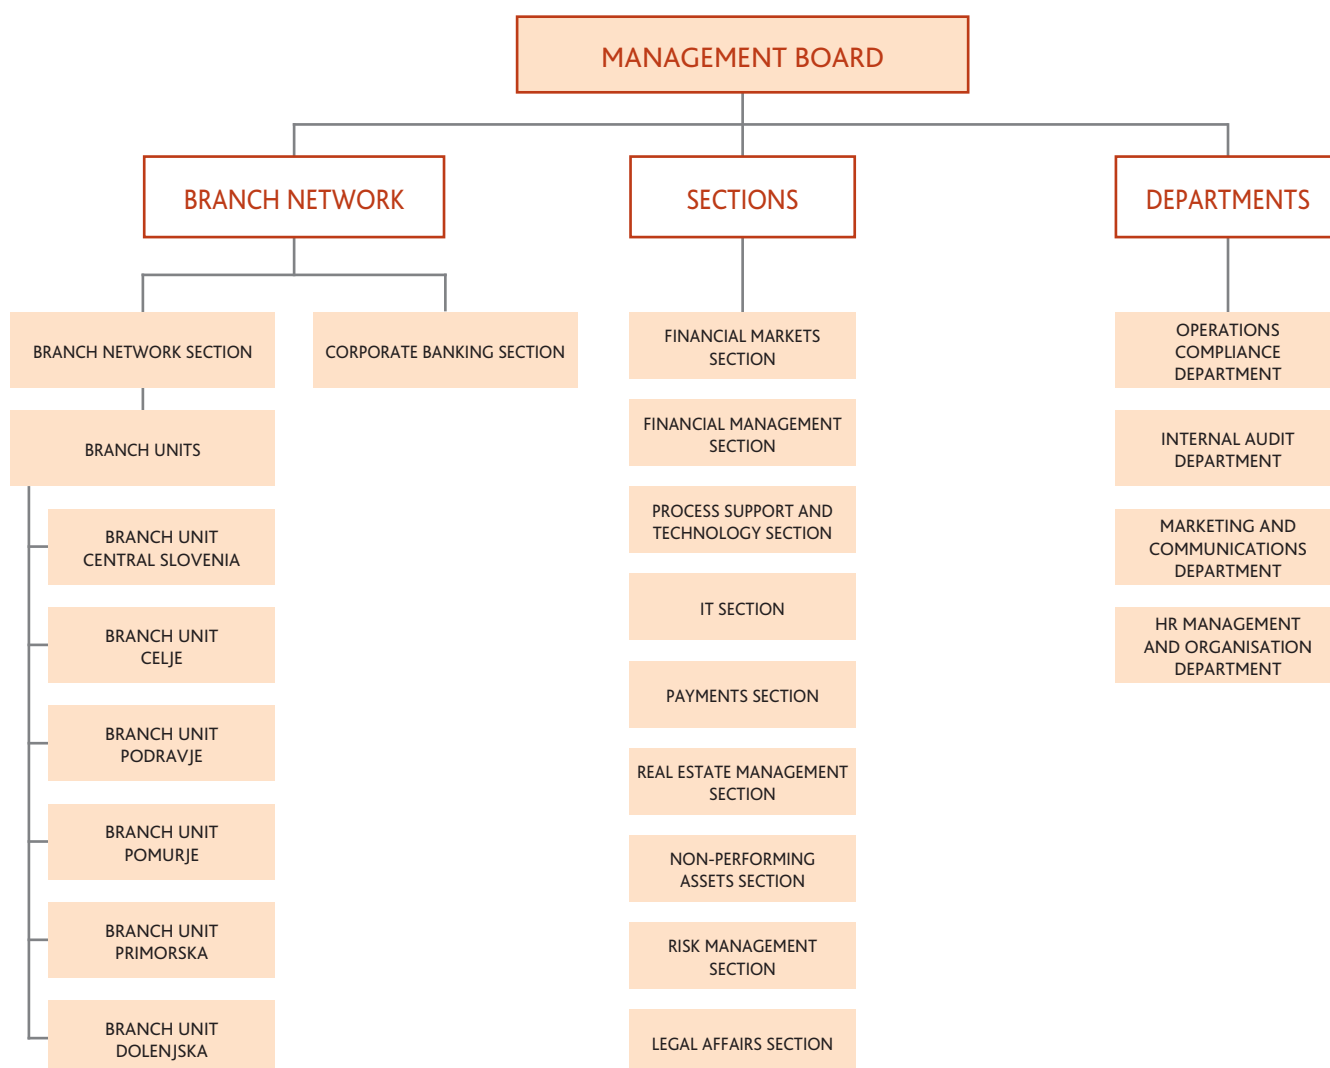 MANAGEMENT BOARD
BRANCH NETWORK
SECTIONS
DEPARTMENTS
BRANCH NETWORK SECTION
CORPORATE BANKING SECTION
BRANCH UNITS
BRANCH UNIT
CENTRAL SLOVENIA
BRANCH UNIT
CELJE
BRANCH UNIT
PODRAVJE
BRANCH UNIT
POMURJE
BRANCH UNIT
PRIMORSKA
BRANCH UNIT
DOLENJSKA
FINANCIAL MARKETS
SECTION
FINANCIAL MANAGEMENT
SECTION
PROCESS SUPPORT AND
TECHNOLOGY SECTION
IT SECTION
PAYMENTS SECTION
REAL ESTATE MANAGEMENT
SECTION
NON-PERFORMING
ASSETS SECTION
RISK MANAGEMENT
SECTION
LEGAL AFFAIRS SECTION
OPERATIONS
COMPLIANCE
DEPARTMENT
INTERNAL AUDIT
DEPARTMENT
MARKETING AND
COMMUNICATIONS
DEPARTMENT
HR MANAGEMENT
AND ORGANISATION
DEPARTMENT